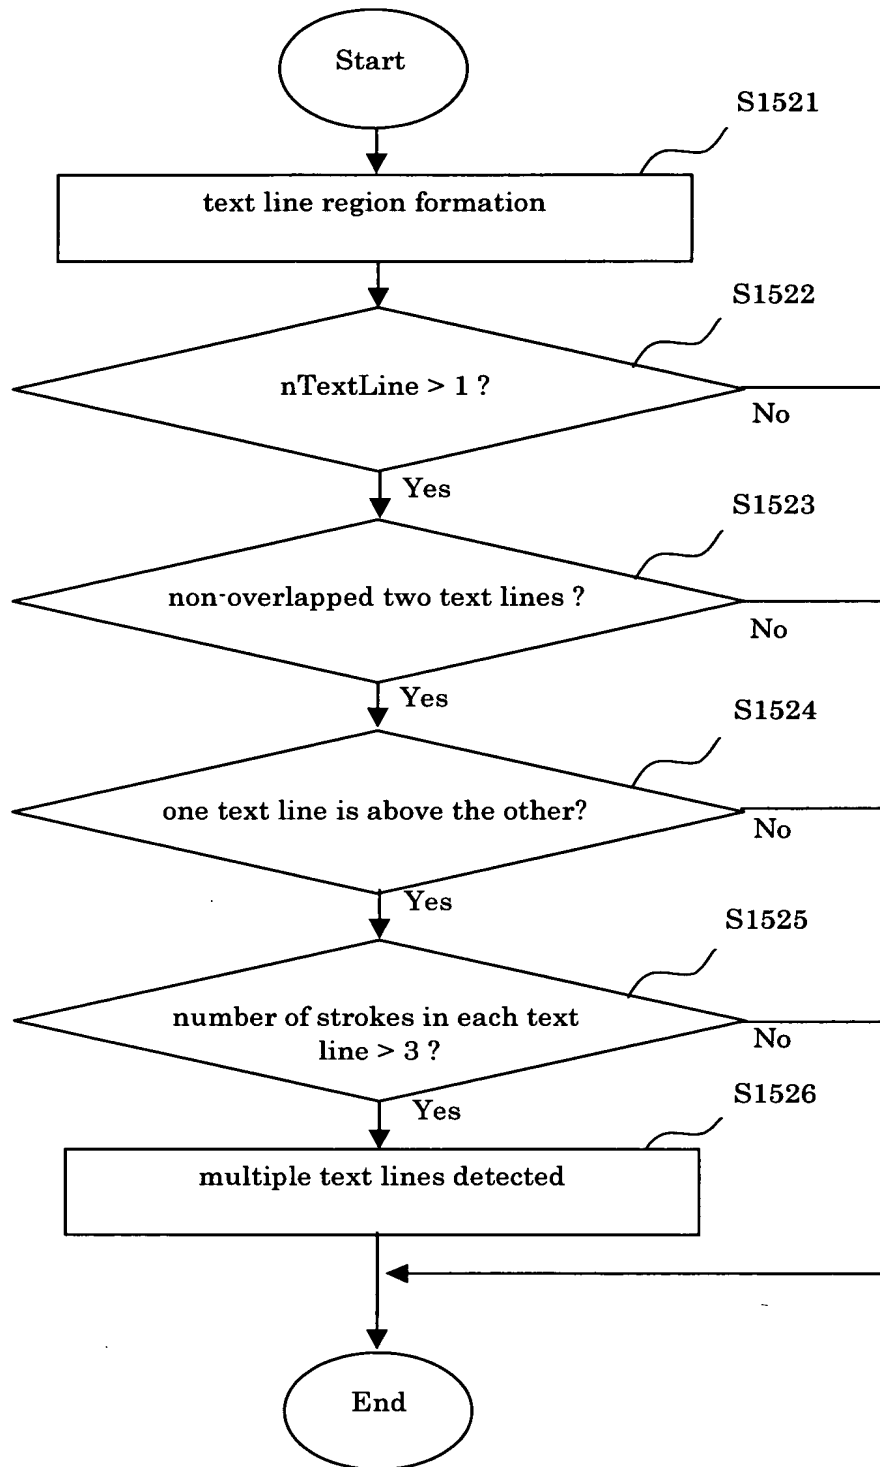 Start
S1521
text line region formation
S1522
nTextLine > 1 ?
No
Yes
S1523
non-overlapped two text lines ?
No
Yes
S1524
one text line is above the other?
No
Yes
S1525
number of strokes in each text
line > 3 ?
No
Yes
S1526
multiple text lines detected
End